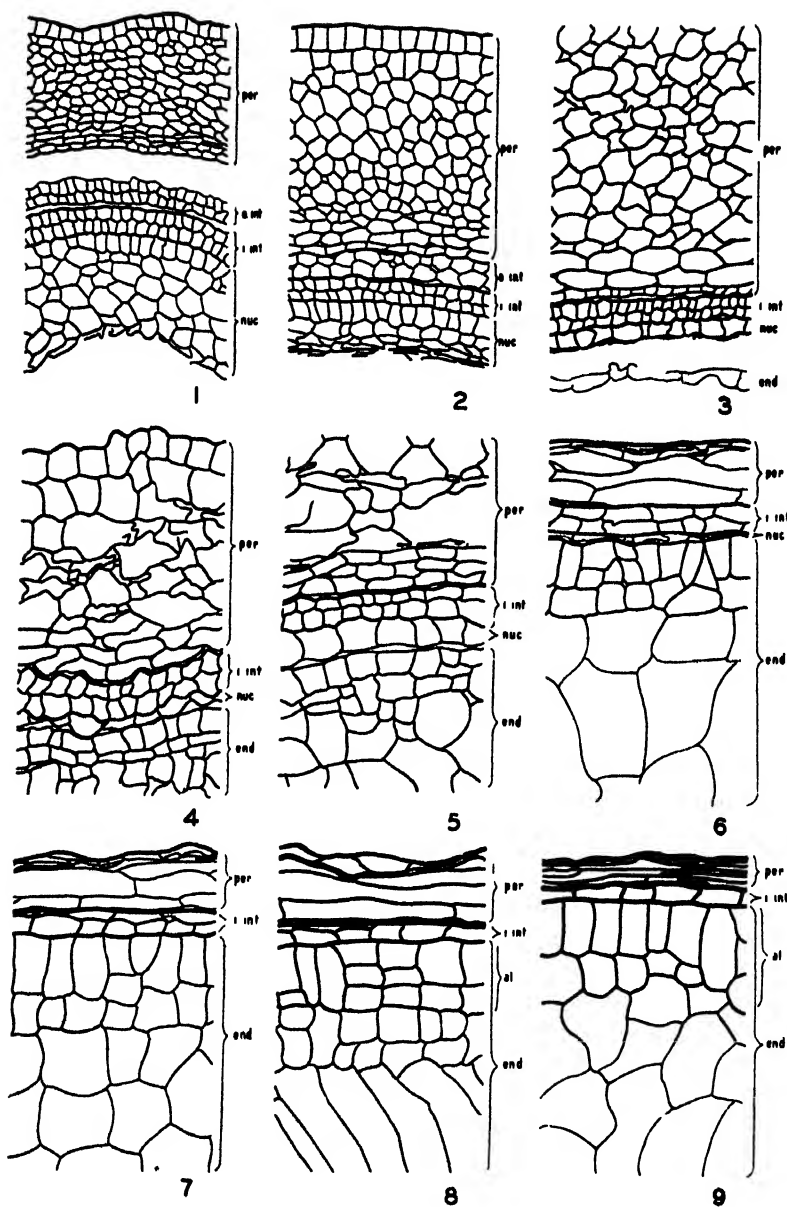 per
o int
i int
nuc
1
per
o int
i int
nuc
2
per
i int
nuc
end
3
per
i int
nuc
end
4
per
i int
nuc
end
5
per
i int
nuc
end
6
per
i int
end
7
per
i int
al
end
8
per
i int
al
end
9